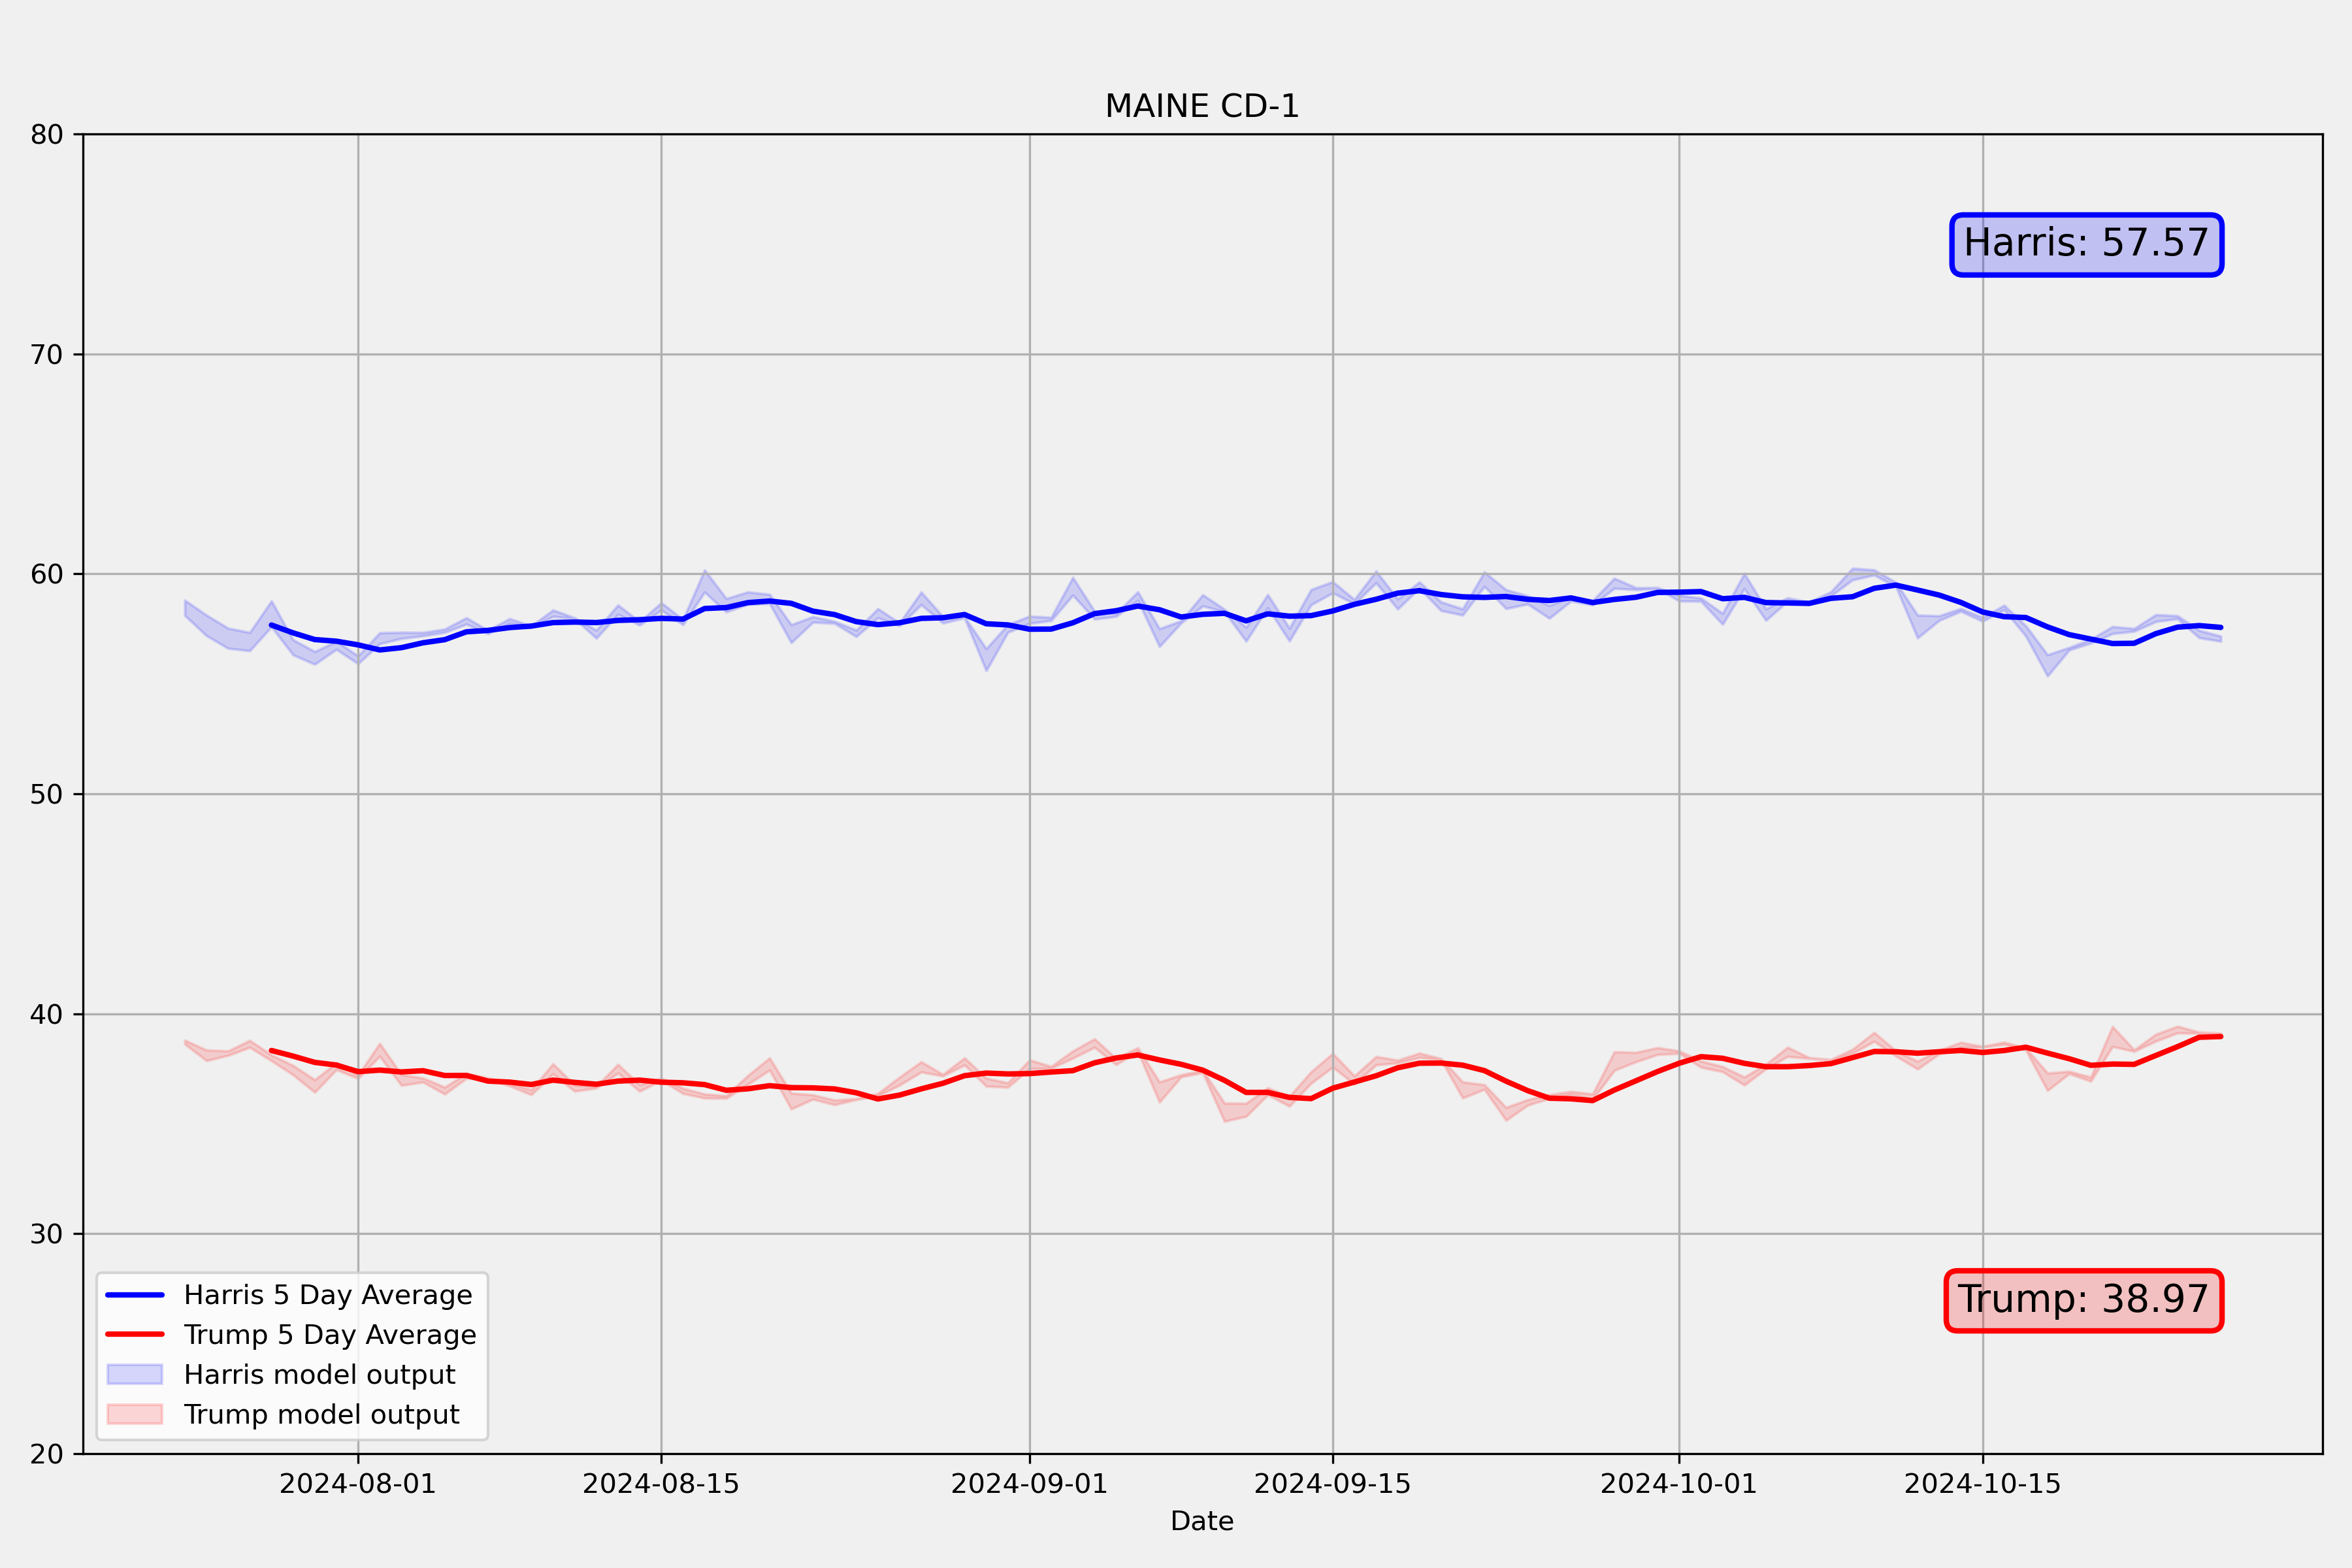 MAINE CD-1
80
70
60
50
40
30
20
Harris: 57.57
Trump: 38.97
Harris 5 Day Average
Trump 5 Day Average
Harris model output
Trump model output
2024-08-01 2024-08-15 2024-09-01 2024-09-15 2024-10-01 2024-10-15
Date